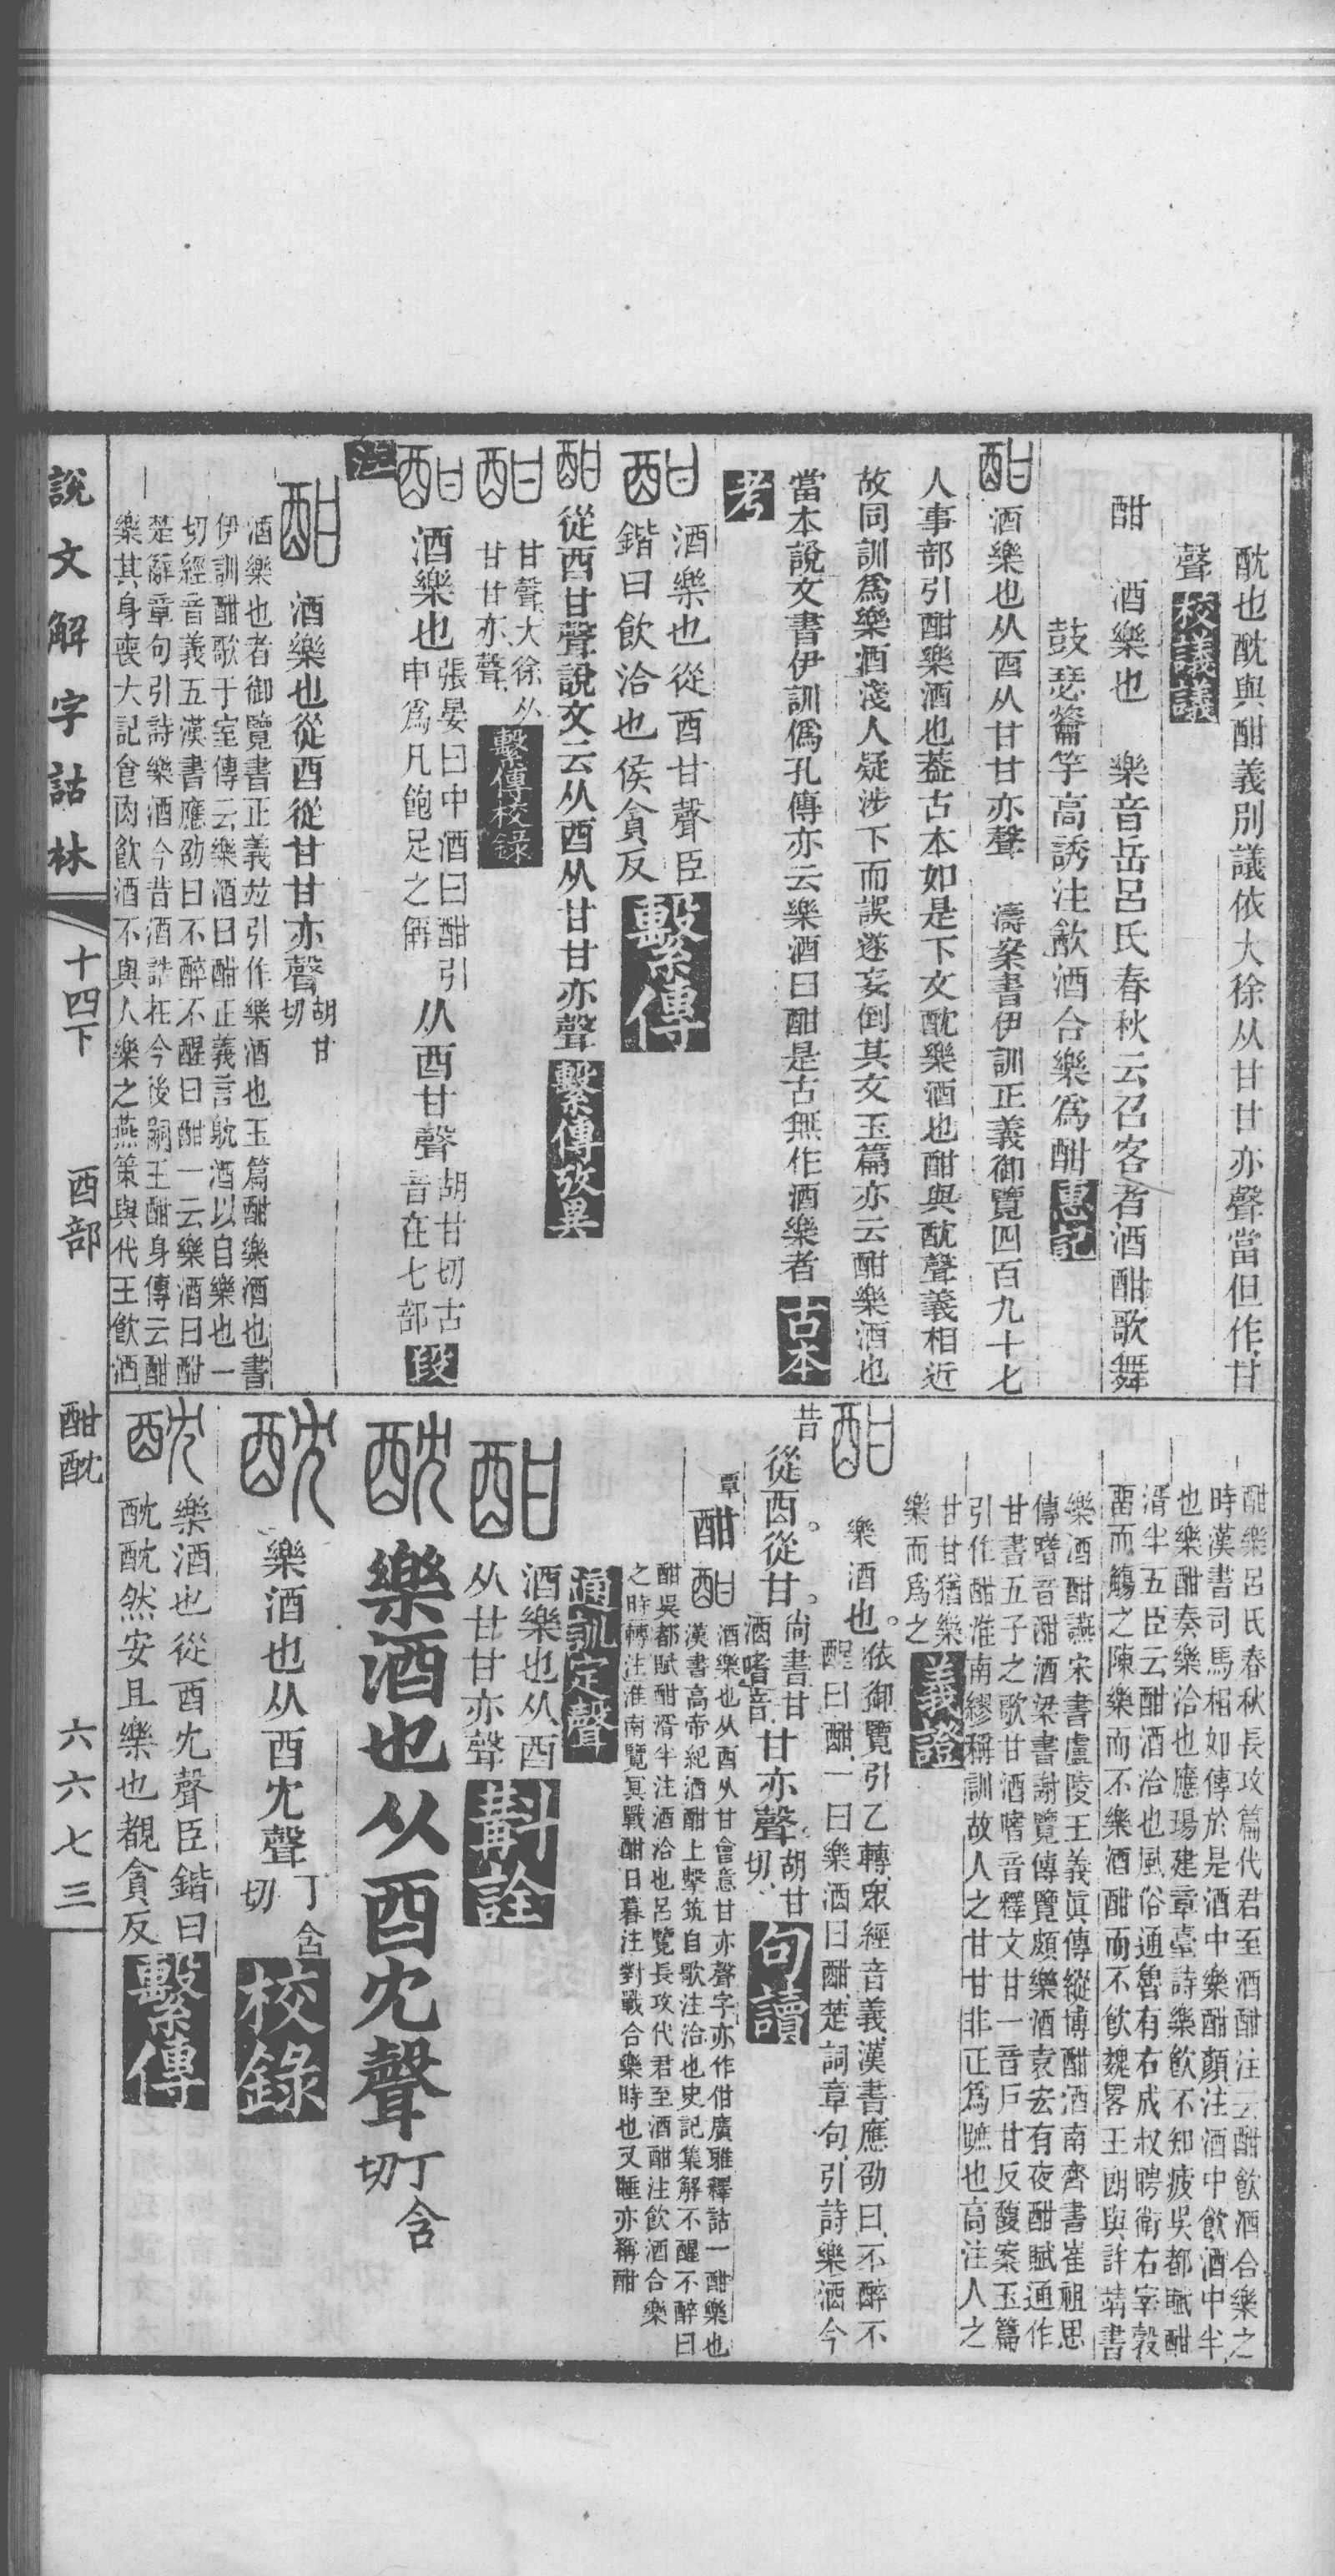 酖也酖與酣義別議依大徐从甘甘亦聲當但作甘
聲校議議
酣　酒樂也　樂音岳呂氏春秋云召客者酒酣歌舞
鼓瑟籥竽高誘注飮酒合樂爲酣惠記
酣酒樂也从酉从甘甘亦聲　濤案書伊訓正義御覽四百九十七
人事部引酣樂酒也葢古本如是下文酖樂酒也酣與酖聲義相近
故同訓爲樂酒淺人疑涉下而誤遂妄倒其文玉篇亦云酣樂酒也
當本說文書伊訓僞孔傳亦云樂酒曰酣是古無作酒樂者古本
考
酣酒樂也從酉甘聲臣
鍇曰飲洽也侯貪反繫傳
酣從酉甘聲說文云从酉从甘甘亦聲繫傳攷異
酣甘聲大徐从
甘甘亦聲繫傳校錄
酣酒樂也張晏曰中酒曰酣引
申爲凡飽足之偁从酉甘聲胡甘切古
音在七部段
注
酣酒樂也從酉從甘甘亦聲胡甘
切
酒樂也者御覽書正義竝引作樂酒也玉篇酣樂酒也書
伊訓酣歌于室傳云樂酒曰酣正義言躭酒以自樂也一
切經音義五漢書應劭曰不醉不醒曰酣一云樂酒曰酣
楚辭章句引詩樂酒今昔酒誥在今後嗣王酣身傳云酣
樂其身喪大記食肉飮酒不與人樂之燕策與代王飮酒
酣樂呂氏春秋長攻篇代君至酒酣注云酣飮酒合樂之
時漢書司馬相如傳於是酒中樂酣顏注酒中飮酒中半
也樂酣奏樂洽也應瑒建章臺詩樂飮不知疲吳都賦酣
湑半五臣云酣酒洽也風俗通魯有右成叔聘衛右宰穀
畱而觴之陳樂而不樂酒酣而不飮魏畧王朗與許靖書
樂酒酣讌宋書盧陵王義眞傳縱博酣酒南齊書崔祖思
傳嗜音酣酒梁書謝覽傳覽頗樂酒袁宏有夜酣賦通作
甘書五子之歌甘酒嗜音釋文甘一音戶甘反馥案玉篇
引作酣淮南繆稱訓故人之甘甘非正爲蹠也高注人之
甘甘猶樂
樂而爲之義證
酣樂酒也。依御覽引乙轉衆經音義漢書應劭曰不醉不
醒曰酣一曰樂酒曰酣楚詞章句引詩樂酒今
昔從酉。從甘。尚書甘
酒嗜音甘亦聲胡甘
切句讀
覃酣酣酒樂也从酉从甘會意甘亦聲字亦作佄廣雅釋詁一酣樂也
漢書高帝紀酒酣上擊筑自歌注洽也史記集解不醒不醉曰
酣吳都賦酣湑半注酒洽也呂覽長攻代君至酒酣注飮酒合樂
之時轉注淮南覽冥戰酣日暮注對戰合樂時也又睡亦稱酣
通訓定聲
酣酒樂也从酉
从甘甘亦聲斠詮
酖樂酒也从酉冘聲丁含
切
酖樂酒也从酉冘聲丁含
切校錄
酖樂酒也從酉冘聲臣鍇曰
酖酖然安且樂也覩貪反繫傳
說文解字詁林　十四下　酉部　酣酖　六六七三